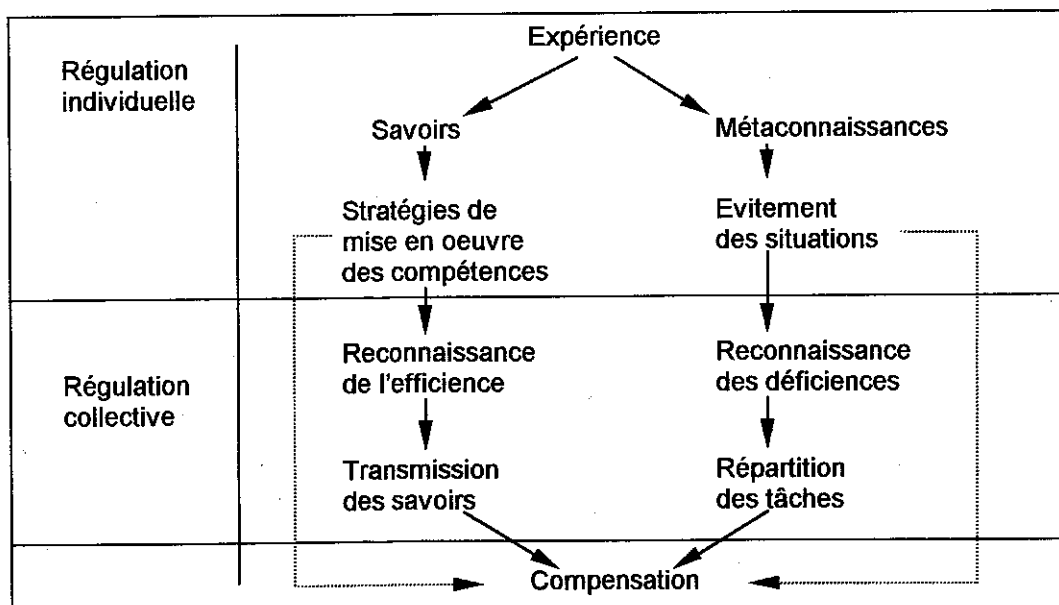 Expérience
Régulation
individuelle
Savoirs
Métaconnaissances
Stratégies de
mise en oeuvre
des compétences
Evitement
des situations
Régulation
collective
Reconnaissance
de l'efficience
Reconnaissance
des déficiences
Transmission
des savoirs
Répartition
des tâches
Compensation